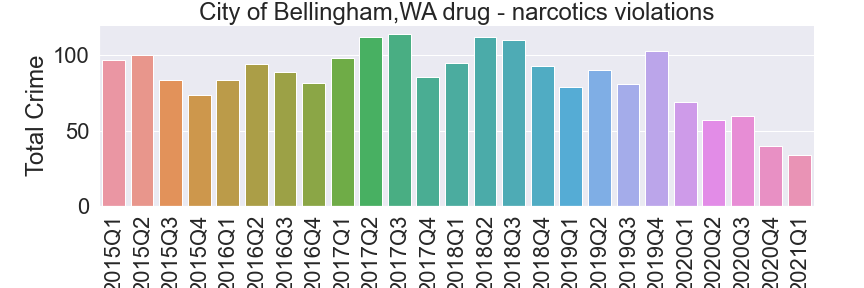 City of Bellingham,WA drug - narcotics violations
Total Crime
100
50
0
2015Q1
2015Q2
2015Q3
2015Q4
2016Q1
2016Q2
2016Q3
2016Q4
2017Q1
2017Q2
2017Q3
2017Q4
2018Q1
2018Q2
2018Q3
2018Q4
2019Q1
2019Q2
2019Q3
2019Q4
2020Q1
2020Q2
2020Q3
2020Q4
2021Q1